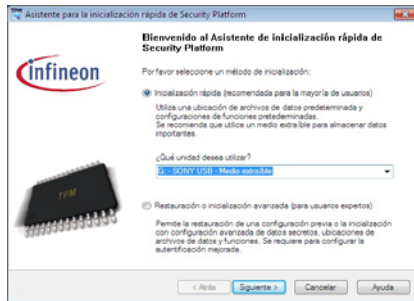 Asistente para la inicialización rápida de Security Platform
Bienvenido al Asistente de inicialización rápida de
Security Platform
infineon
Por favor seleccione un método de inicialización:
Inicialización rápida (recomendada para la mayoría de usuarios)
Utiliza una ubicación de archivos de datos predeterminada y
configuraciones de funciones predeterminadas.
Se recomienda que utilice un medio extraíble para almacenar datos
importantes.
¿Qué unidad desea utilizar?
G: - SONY USB - Medio extraíble
TPM
Restauración o inicialización avanzada (para usuarios expertos)
Permite la restauración de una configuración previa o la inicialización
con configuración avanzada de datos secretos, ubicaciones de
archivos de datos y funciones. Se requiere para configurar la
autentificación mejorada.
< Atrás
Siguiente >
Cancelar
Ayuda